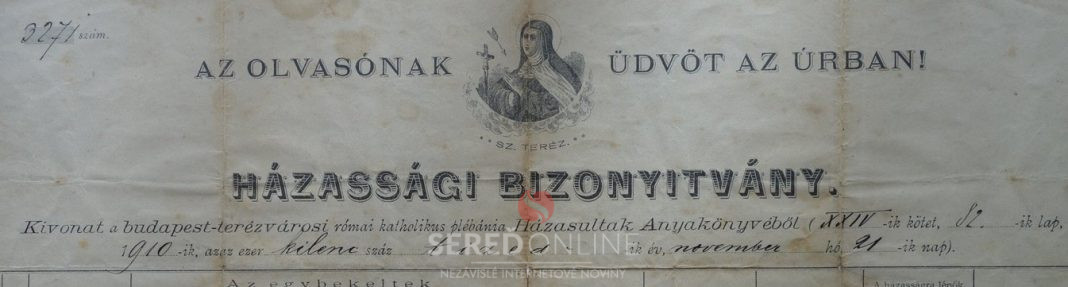 3271 szám.
AZ OLVASÓNAK ÜDVÖT AZ ÚRBAN!
SZ. TERÉZ.
HÁZASSÁGI BIZONYITVÁNY.
Kivonat a budapest-terézvárosi római katholikus plébánia Házasultak Anyakönyvéből (XXIV-ik kötet, 82.-ik lap,
1910-ik, azaz ezer kilenc száz -ik év, november hó, 21-ik nap).
SEREDONLINE
NEZÁVISLÉ INTERNETOVÉ NOVINY
Az egybekeltek
A házasságra lépők